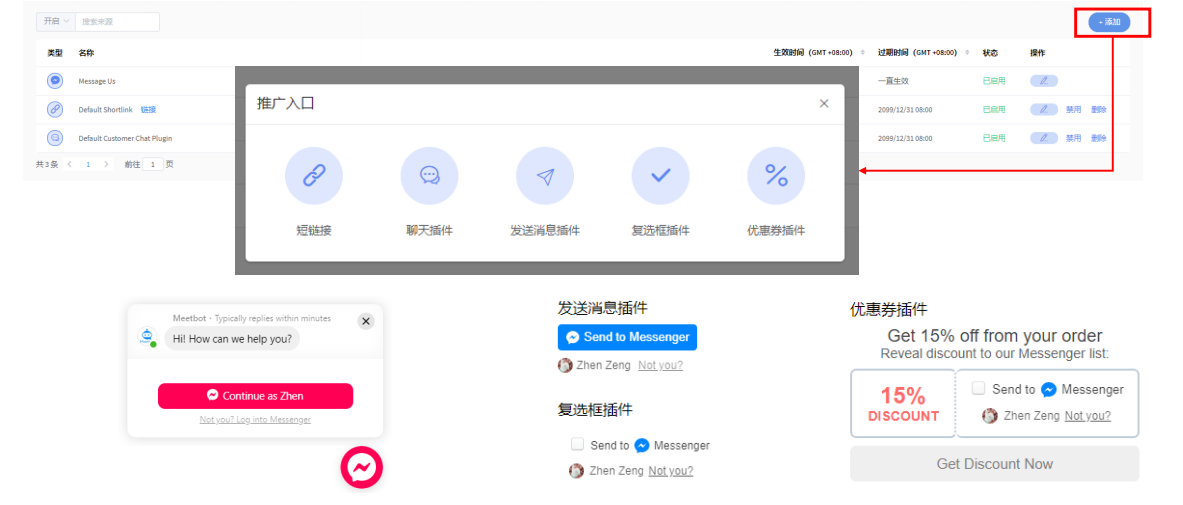 开启 搜索来源 + 添加
类型 名称 生效时间（GMT +08:00） 过期时间（GMT +08:00） 状态 操作
Message Us 一直生效 已启用
Default Shortlink 链接 2099/12/31 08:00 已启用 禁用 删除
Default Customer Chat Plugin 2099/12/31 08:00 已启用 禁用 删除
共 3 条 1 前往 1 页
推广入口
短链接 聊天插件 发送消息插件 复选框插件 优惠券插件
Meetbot · Typically replies within minutes
Hi! How can we help you?
Continue as Zhen
Not you? Log into Messenger
发送消息插件
Send to Messenger
Zhen Zeng Not you?
复选框插件
Send to Messenger
Zhen Zeng Not you?
优惠券插件
Get 15% off from your order
Reveal discount to our Messenger list:
15%
DISCOUNT
Send to Messenger
Zhen Zeng Not you?
Get Discount Now